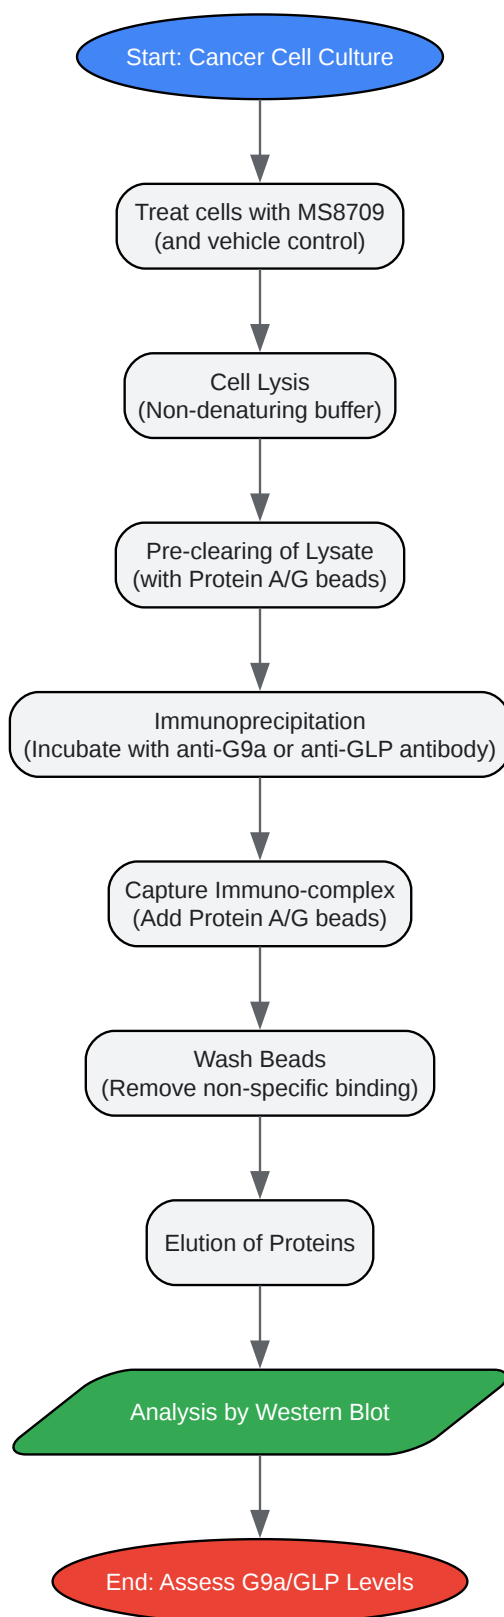 Start: Cancer Cell Culture
Treat cells with MS8709
(and vehicle control)
Cell Lysis
(Non-denaturing buffer)
Pre-clearing of Lysate
(with Protein A/G beads)
Immunoprecipitation
(Incubate with anti-G9a or anti-GLP antibody)
Capture Immuno-complex
(Add Protein A/G beads)
Wash Beads
(Remove non-specific binding)
Elution of Proteins
Analysis by Western Blot
End: Assess G9a/GLP Levels